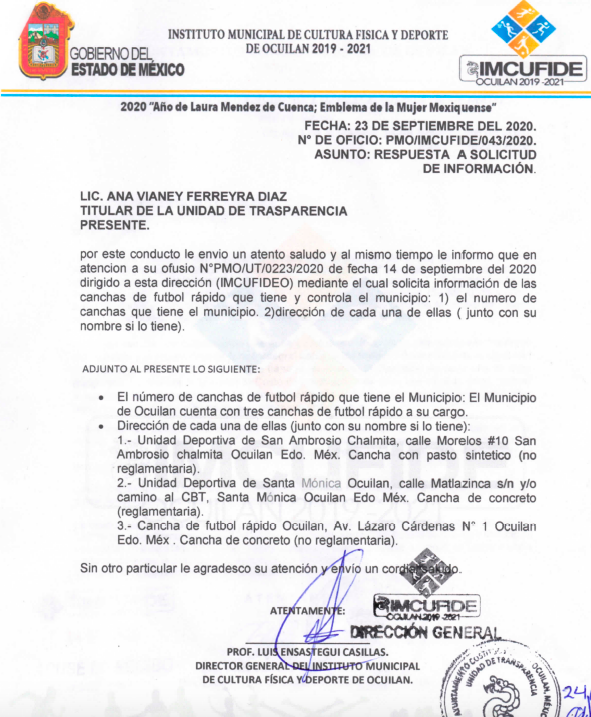 INSTITUTO MUNICIPAL DE CULTURA FISICA Y DEPORTE
DE OCUILAN 2019 - 2021
GOBIERNO DEL
ESTADO DE MÉXICO
IMCUFIDE
OCUILAN 2019 -2021
2020 "Año de Laura Mendez de Cuenca; Emblema de la Mujer Mexiquense"
FECHA: 23 DE SEPTIEMBRE DEL 2020.
N° DE OFICIO: PMO/IMCUFIDE/043/2020.
ASUNTO: RESPUESTA A SOLICITUD
DE INFORMACIÓN.
LIC. ANA VIANEY FERREYRA DIAZ
TITULAR DE LA UNIDAD DE TRASPARENCIA
PRESENTE.
por este conducto le envio un atento saludo y al mismo tiempo le informo que en
atencion a su ofusio N°PMO/UT/0223/2020 de fecha 14 de septiembre del 2020
dirigido a esta dirección (IMCUFIDEO) mediante el cual solicita información de las
canchas de futbol rápido que tiene y controla el municipio: 1) el numero de
canchas que tiene el municipio. 2)dirección de cada una de ellas ( junto con su
nombre si lo tiene).
ADJUNTO AL PRESENTE LO SIGUIENTE:
• El número de canchas de futbol rápido que tiene el Municipio: El Municipio
de Ocuilan cuenta con tres canchas de futbol rápido a su cargo.
• Dirección de cada una de ellas (junto con su nombre si lo tiene):
1.- Unidad Deportiva de San Ambrosio Chalmita, calle Morelos #10 San
Ambrosio chalmita Ocuilan Edo. Méx. Cancha con pasto sintetico (no
reglamentaria).
2.- Unidad Deportiva de Santa Mónica Ocuilan, calle Matlazinca s/n y/o
camino al CBT, Santa Mónica Ocuilan Edo Méx. Cancha de concreto
(reglamentaria).
3.- Cancha de futbol rápido Ocuilan, Av. Lázaro Cárdenas N° 1 Ocuilan
Edo. Méx . Cancha de concreto (no reglamentaria).
Sin otro particular le agradesco su atención y envío un cordial
ATENTAMENTE:
IMCUFIDE
OCUILAN 2019 -2021
DIRECCIÓN GENERAL
PROF. LUIS ENSASTEGUI CASILLAS.
DIRECTOR GENERAL DEL INSTITUTO MUNICIPAL
DE CULTURA FÍSICA Y DEPORTE DE OCUILAN.
AYUNTAMIENTO
UNIDAD DE TRANSPARENCIA
OCUILAN, MÉX
24/